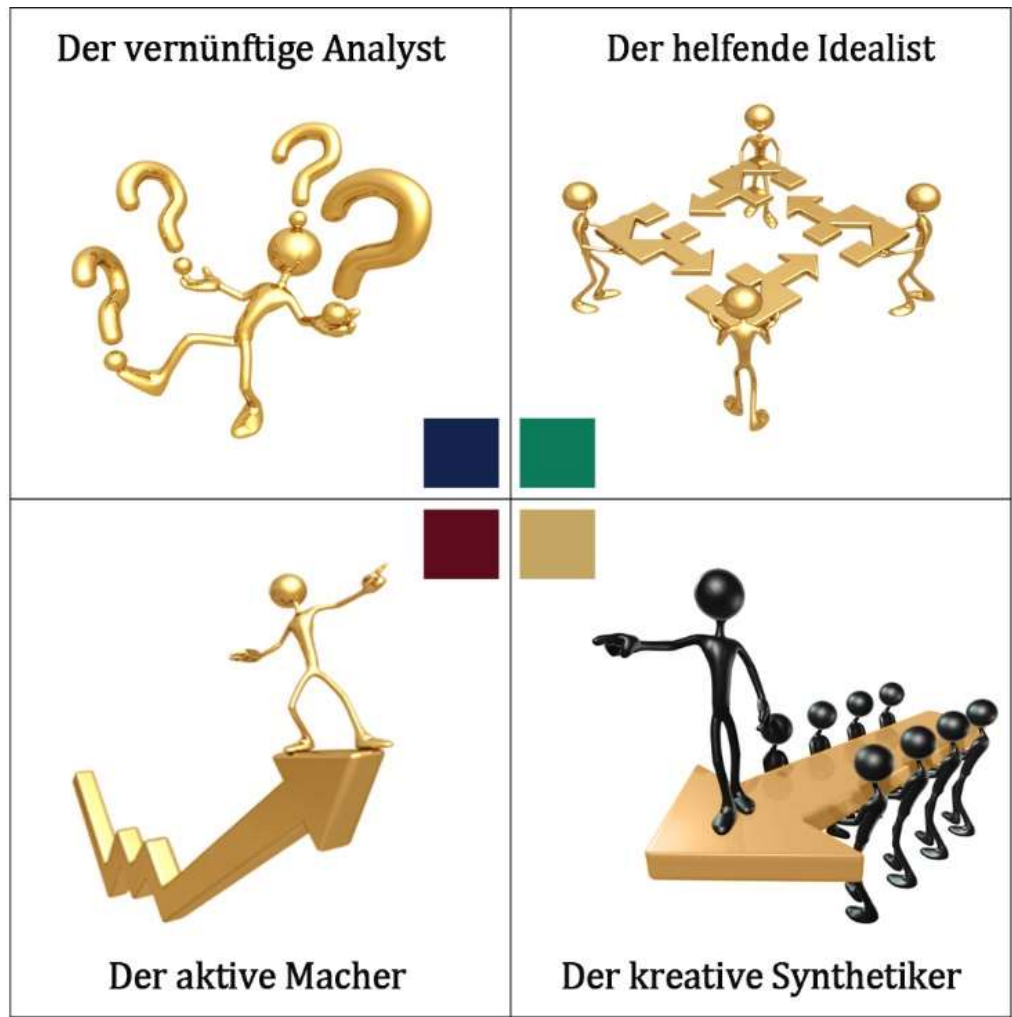 Der vernünftige Analyst
Der helfende Idealist
Der aktive Macher
Der kreative Synthetiker